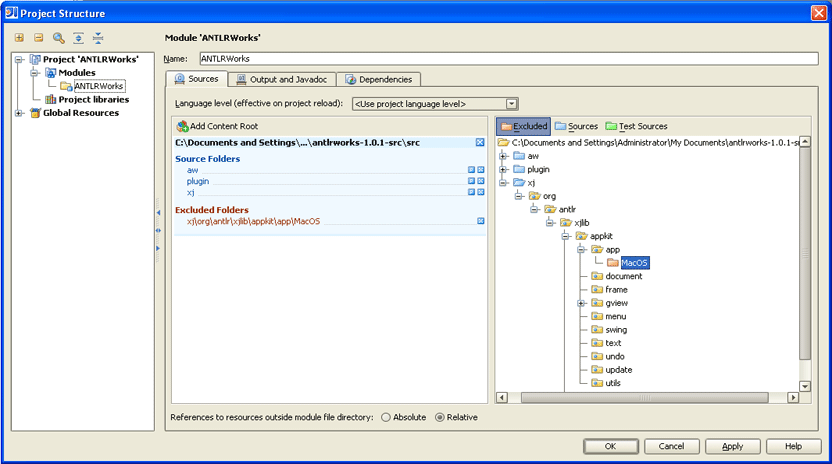 Project Structure
Module 'ANTLRWorks'
Name: ANTLRWorks
Project 'ANTLRWorks'
Modules
ANTLRWorks
Project libraries
Global Resources
Sources
Output and Javadoc
Dependencies
Language level (effective on project reload): <Use project language level>
Add Content Root
C:\Documents and Settings\...\antlrworks-1.0.1-src\src
Source Folders
aw
plugin
xj
Excluded Folders
xj\org\antlr\xjlib\appkit\app\MacOS
Excluded
Sources
Test Sources
C:\Documents and Settings\Administrator\My Documents\antlrworks-1.0.1-s
aw
plugin
xj
org
antlr
xjlib
appkit
app
MacOS
document
frame
gview
menu
swing
text
undo
update
utils
References to resources outside module file directory: Absolute Relative
OK
Cancel
Apply
Help